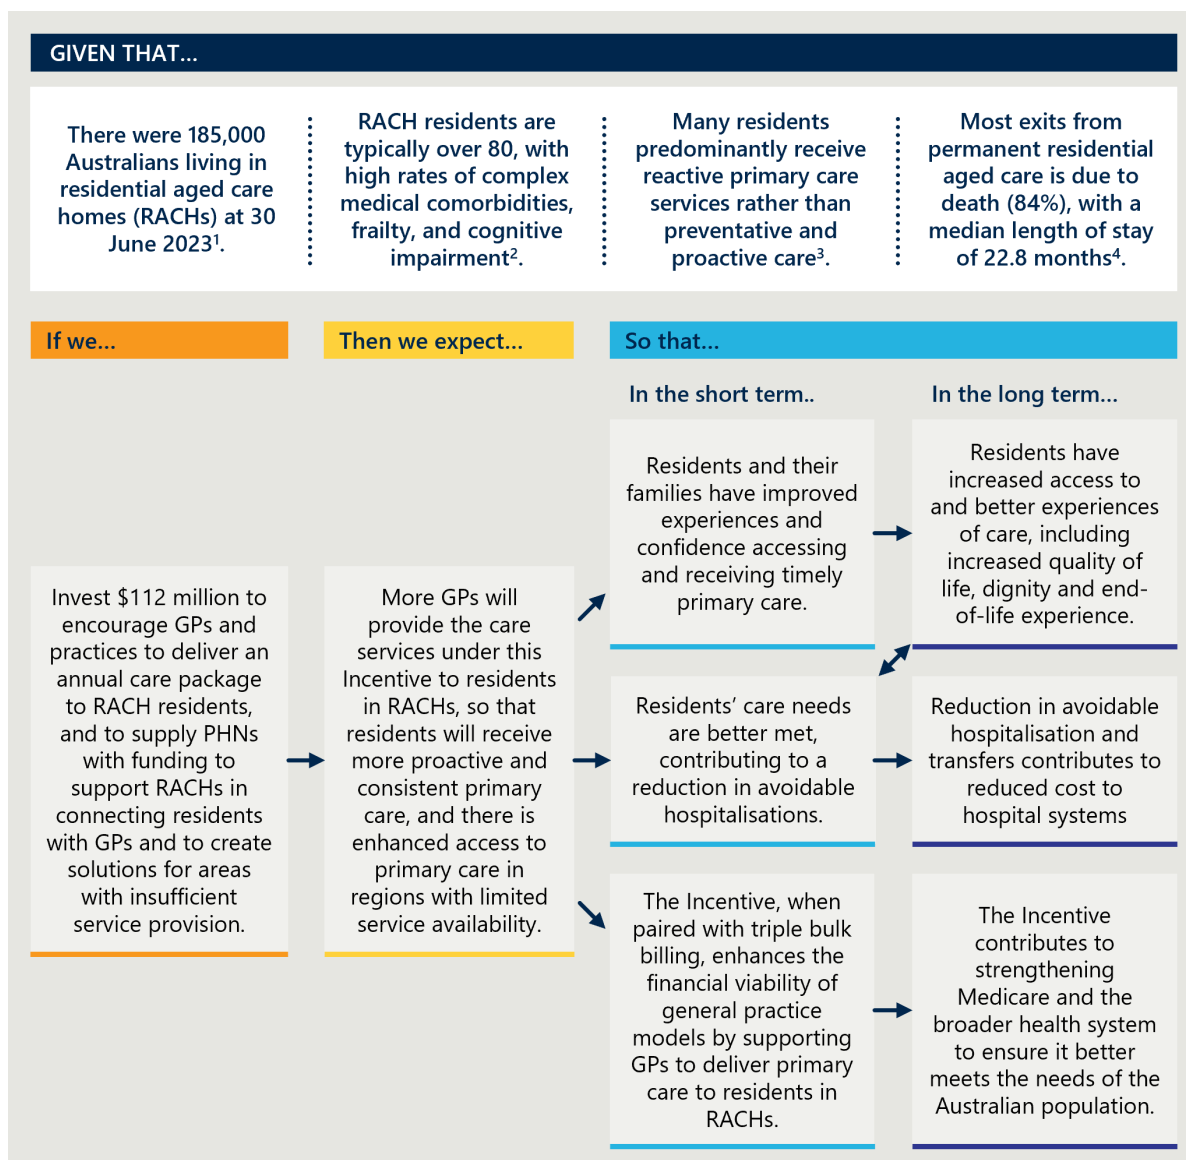 GIVEN THAT...
There were 185,000
Australians living in
residential aged care
homes (RACHs) at 30
June 2023¹.
RACH residents are
typically over 80, with
high rates of complex
medical comorbidities,
frailty, and cognitive
impairment².
Many residents
predominantly receive
reactive primary care
services rather than
preventative and
proactive care³.
Most exits from
permanent residential
aged care is due to
death (84%), with a
median length of stay
of 22.8 months⁴.
If we...
Then we expect...
So that...
In the short term..
In the long term...
Invest $112 million to
encourage GPs and
practices to deliver an
annual care package
to RACH residents,
and to supply PHNs
with funding to
support RACHs in
connecting residents
with GPs and to create
solutions for areas
with insufficient
service provision.
More GPs will
provide the care
services under this
Incentive to residents
in RACHs, so that
residents will receive
more proactive and
consistent primary
care, and there is
enhanced access to
primary care in
regions with limited
service availability.
Residents and their
families have improved
experiences and
confidence accessing
and receiving timely
primary care.
Residents have
increased access to
and better experiences
of care, including
increased quality of
life, dignity and end-
of-life experience.
Residents’ care needs
are better met,
contributing to a
reduction in avoidable
hospitalisations.
Reduction in avoidable
hospitalisation and
transfers contributes to
reduced cost to
hospital systems
The Incentive, when
paired with triple bulk
billing, enhances the
financial viability of
general practice
models by supporting
GPs to deliver primary
care to residents in
RACHs.
The Incentive
contributes to
strengthening
Medicare and the
broader health system
to ensure it better
meets the needs of the
Australian population.